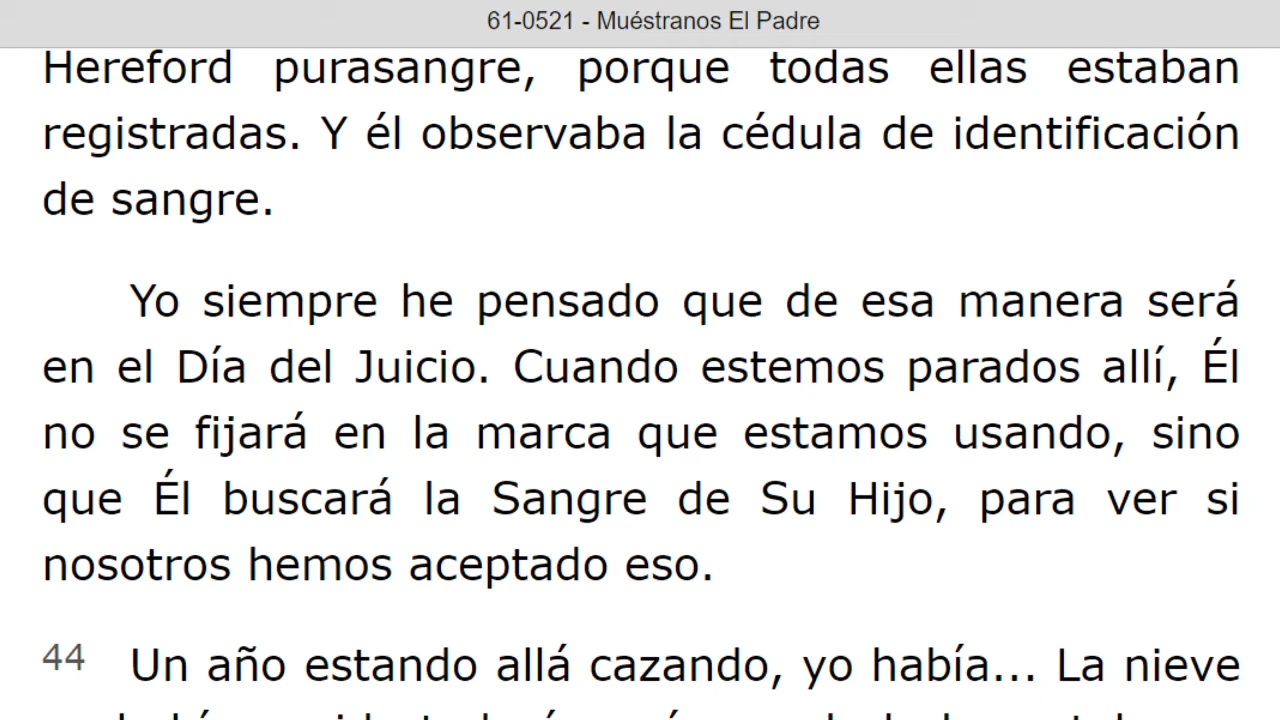 61-0521 - Muéstranos El Padre
Hereford purasangre, porque todas ellas estaban
registradas. Y él observaba la cédula de identificación
de sangre.
Yo siempre he pensado que de esa manera será
en el Día del Juicio. Cuando estemos parados allí, Él
no se fijará en la marca que estamos usando, sino
que Él buscará la Sangre de Su Hijo, para ver si
nosotros hemos aceptado eso.
44 Un año estando allá cazando, yo había... La nieve